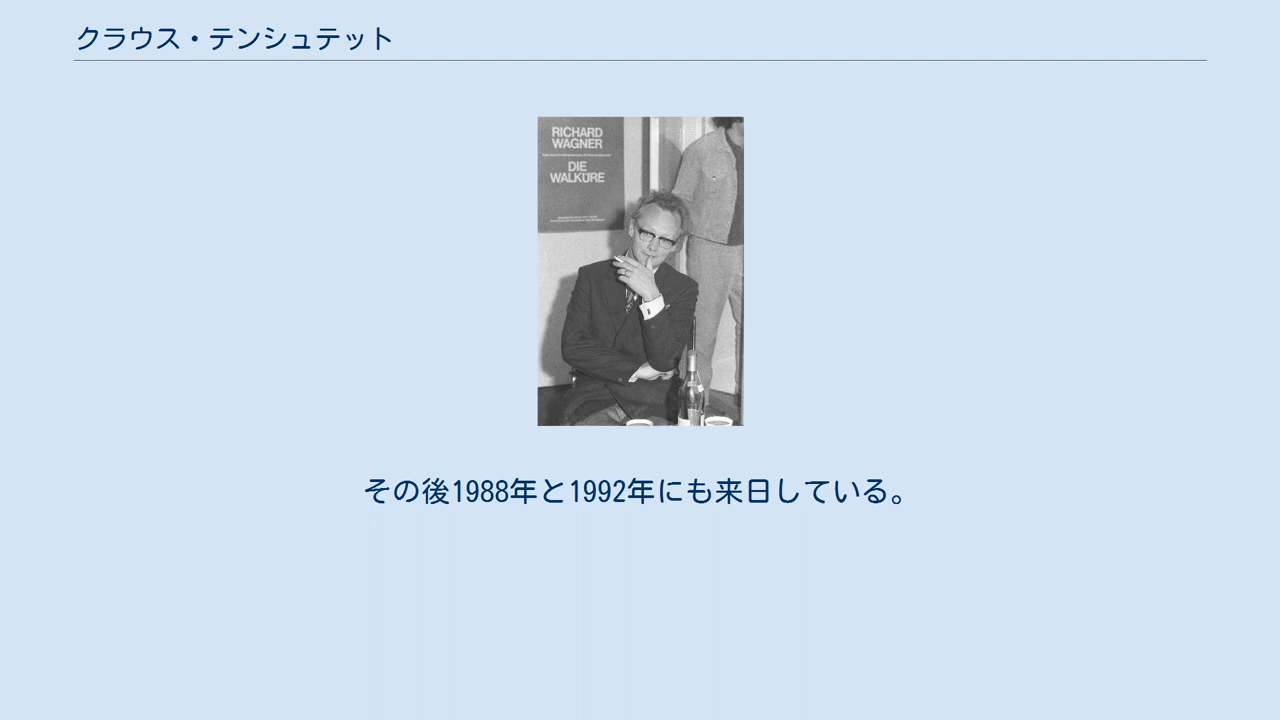 クラウス・テンシュテット
RICHARD
WAGNER
DIE
WALKÜRE
その後1988年と1992年にも来日している。